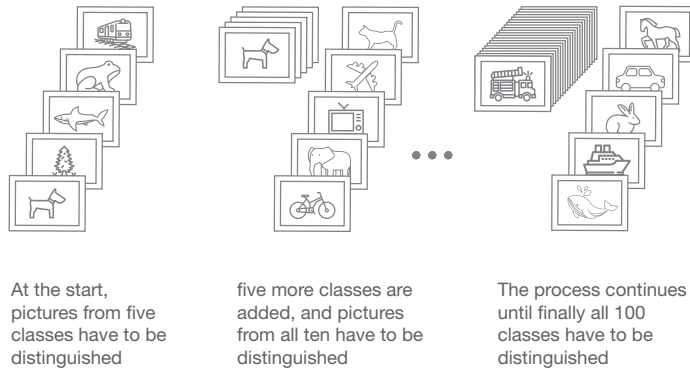 At the start,
pictures from five
classes have to be
distinguished
five more classes are
added, and pictures
from all ten have to be
distinguished
The process continues
until finally all 100
classes have to be
distinguished